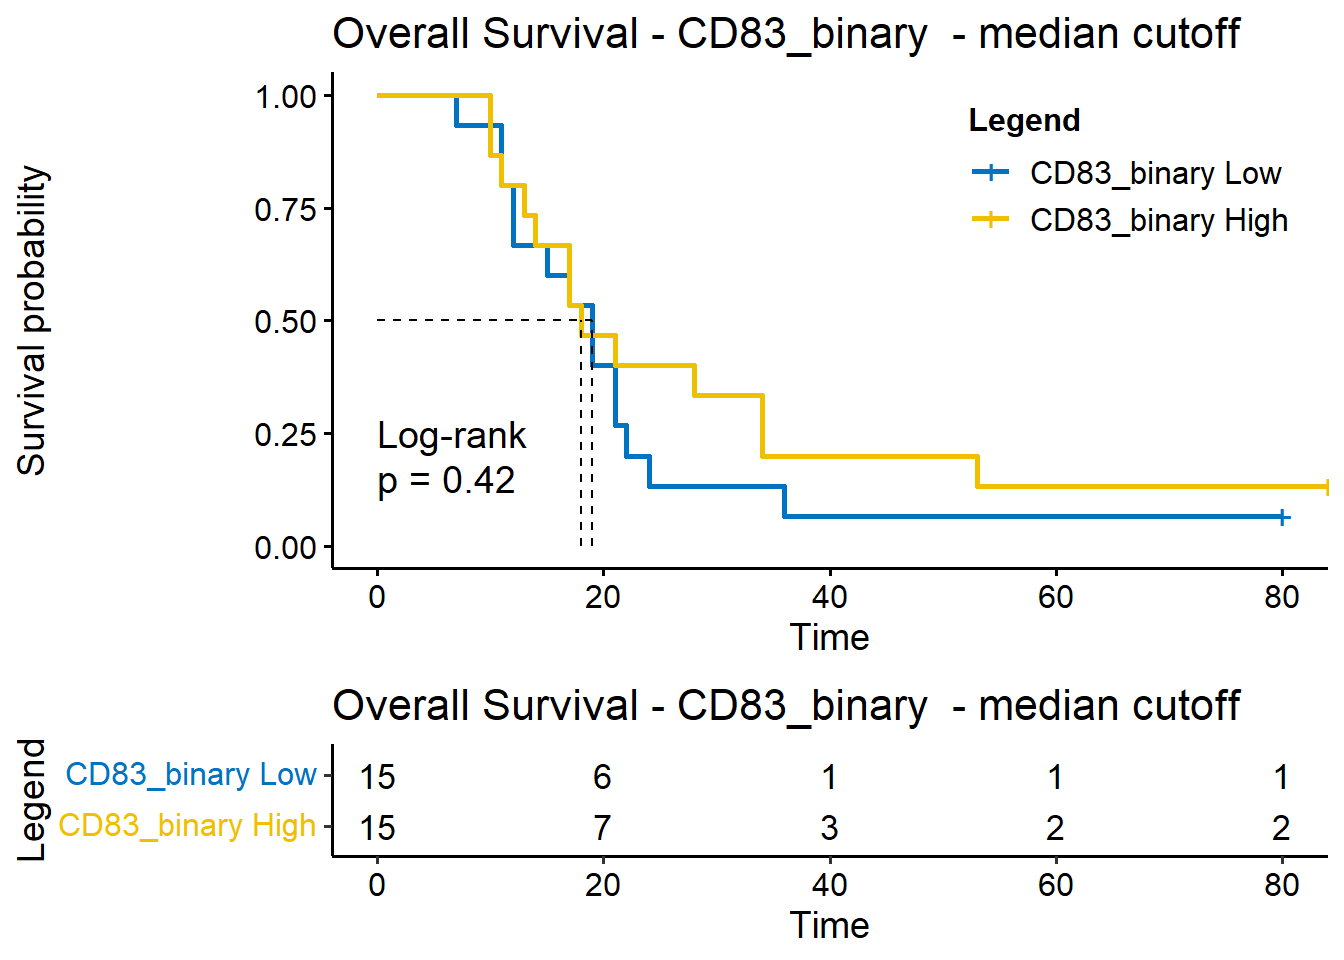 Overall Survival - CD83_binary  - median cutoff
Survival probability
1.00
0.75
0.50
0.25
0.00
Legend
CD83_binary Low
CD83_binary High
Log-rank
p = 0.42
0 20 40 60 80
Time
Overall Survival - CD83_binary  - median cutoff
Legend
CD83_binary Low 15 6 1 1 1
CD83_binary High 15 7 3 2 2
0 20 40 60 80
Time